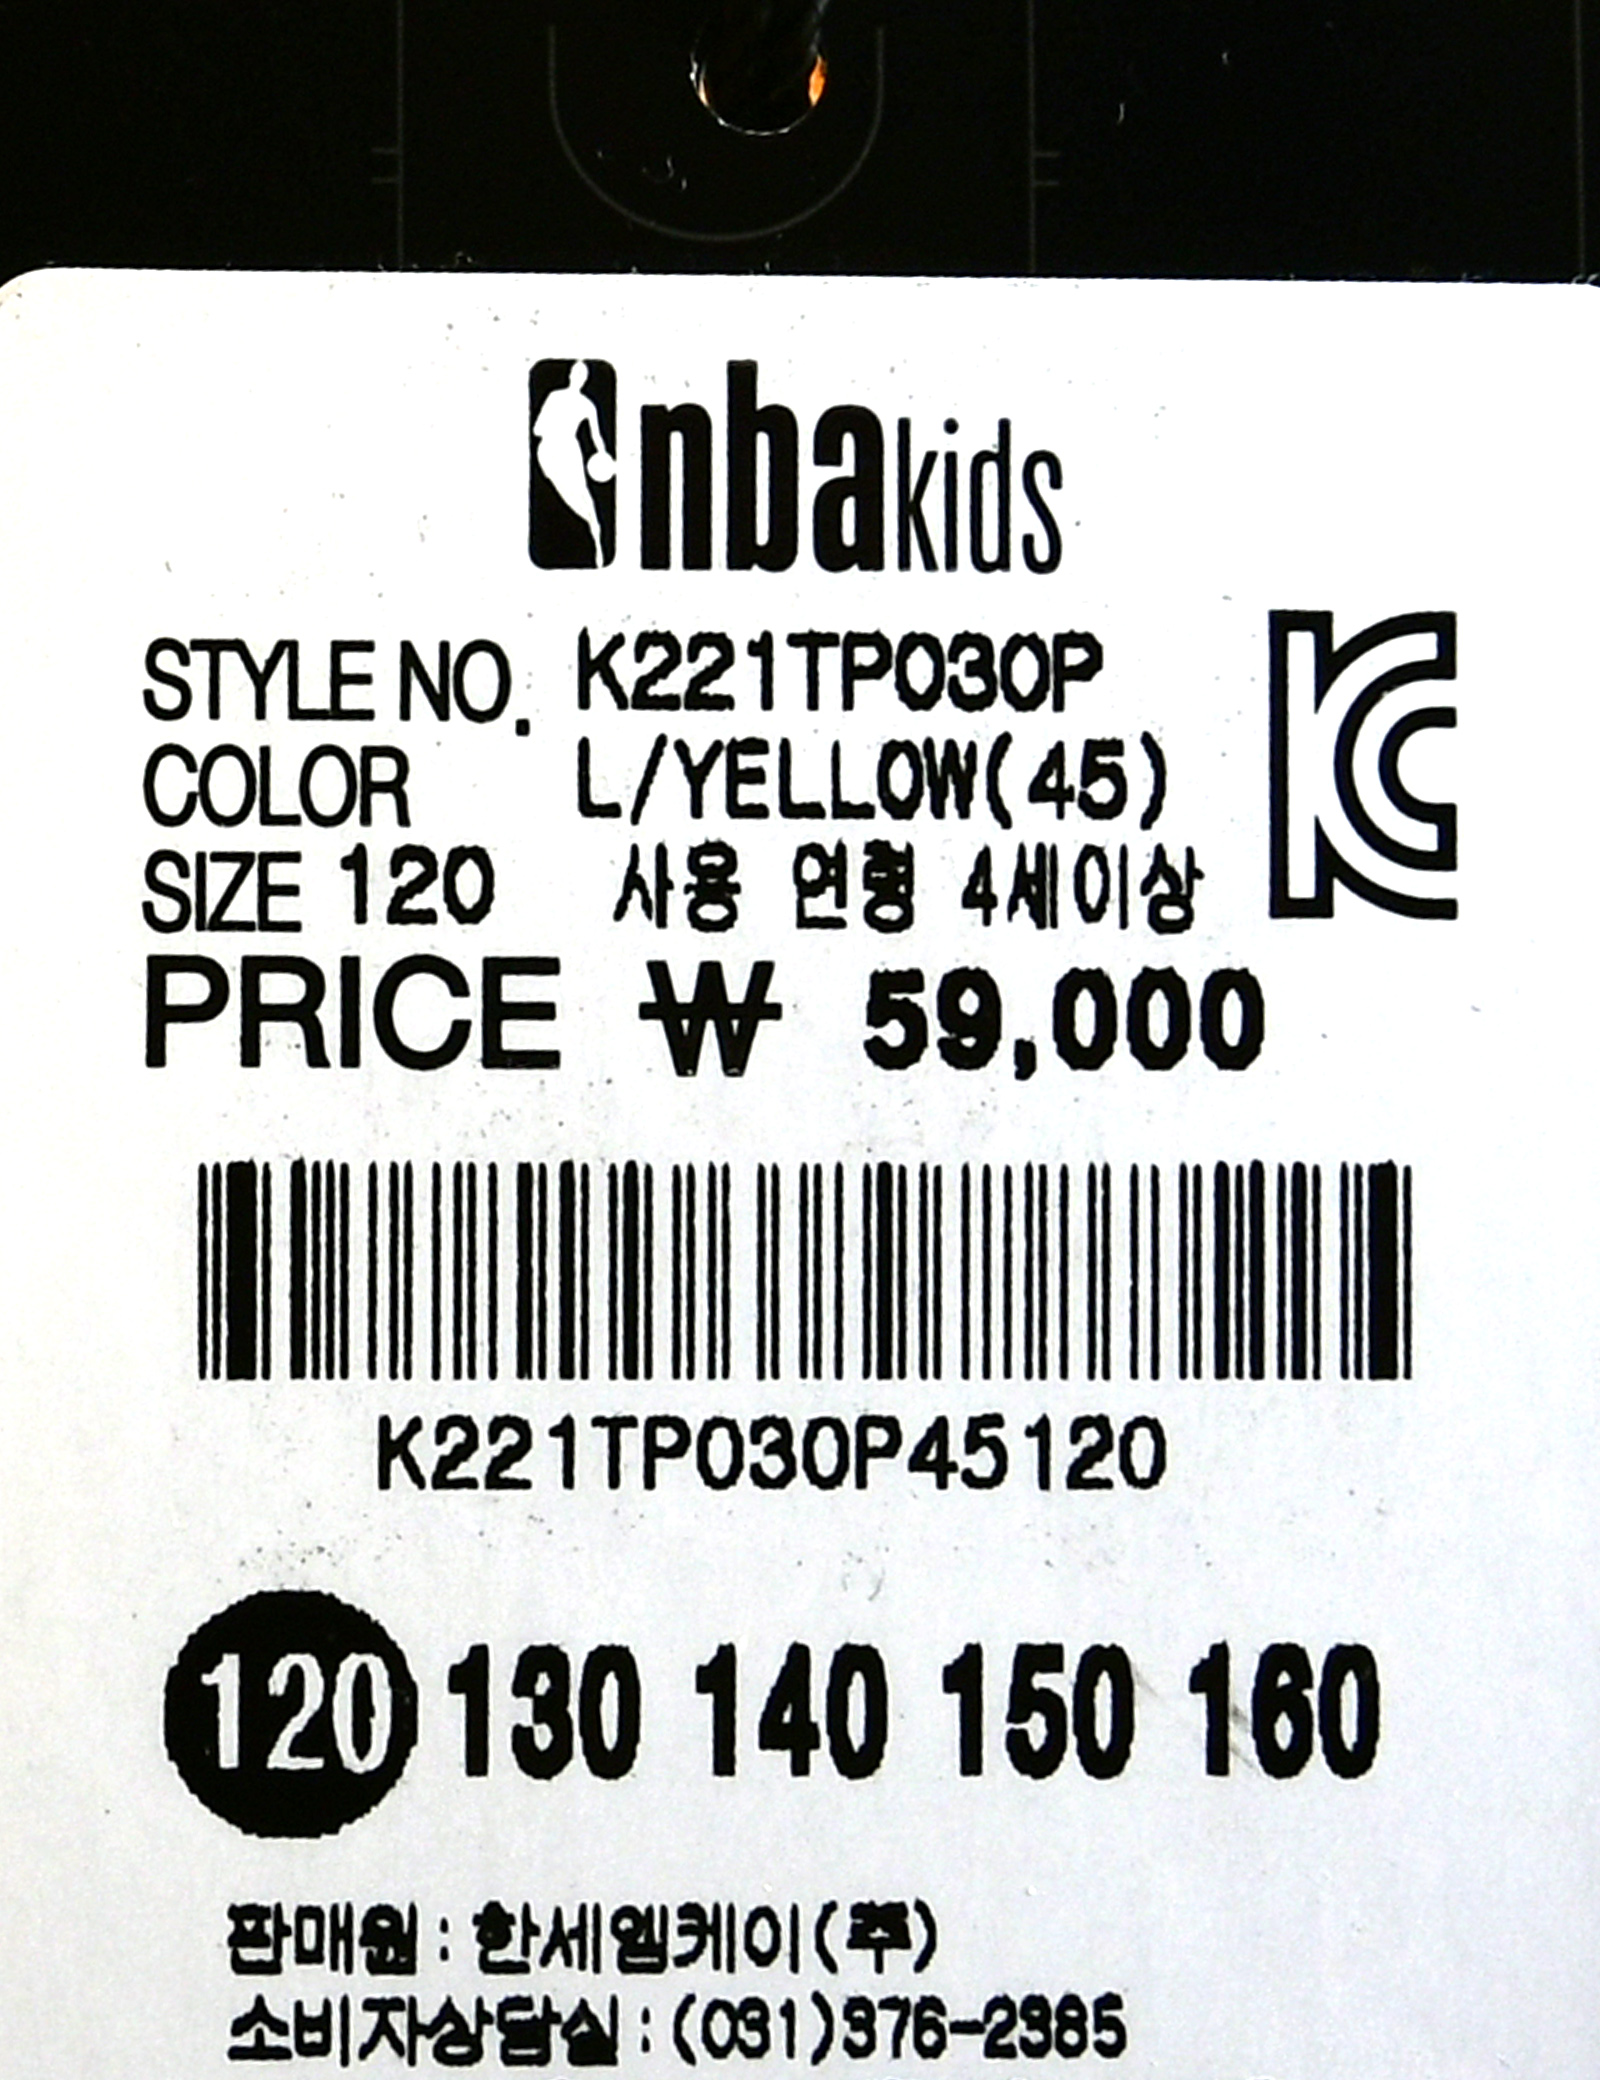 nba kids
STYLE NO. K221TP030P
COLOR L/YELLOW(45)
SIZE 120 사용 연령 4세이상
PRICE ₩ 59,000
K221TP030P45120
120 130 140 150 160
판매원 : 한세엠케이(주)
소비자상담실 : (031)376-2385